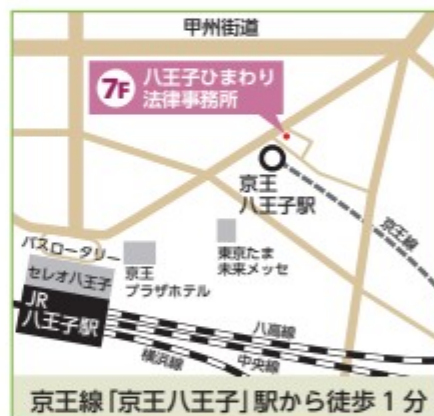 甲州街道
7F
八王子ひまわり
法律事務所
京王
八王子駅
京王線
バスロータリー
セレオ八王子
京王
プラザホテル
東京たま
未来メッセ
JR
八王子駅
八高線
中央線
横浜線
京王線「京王八王子」駅から徒歩1分